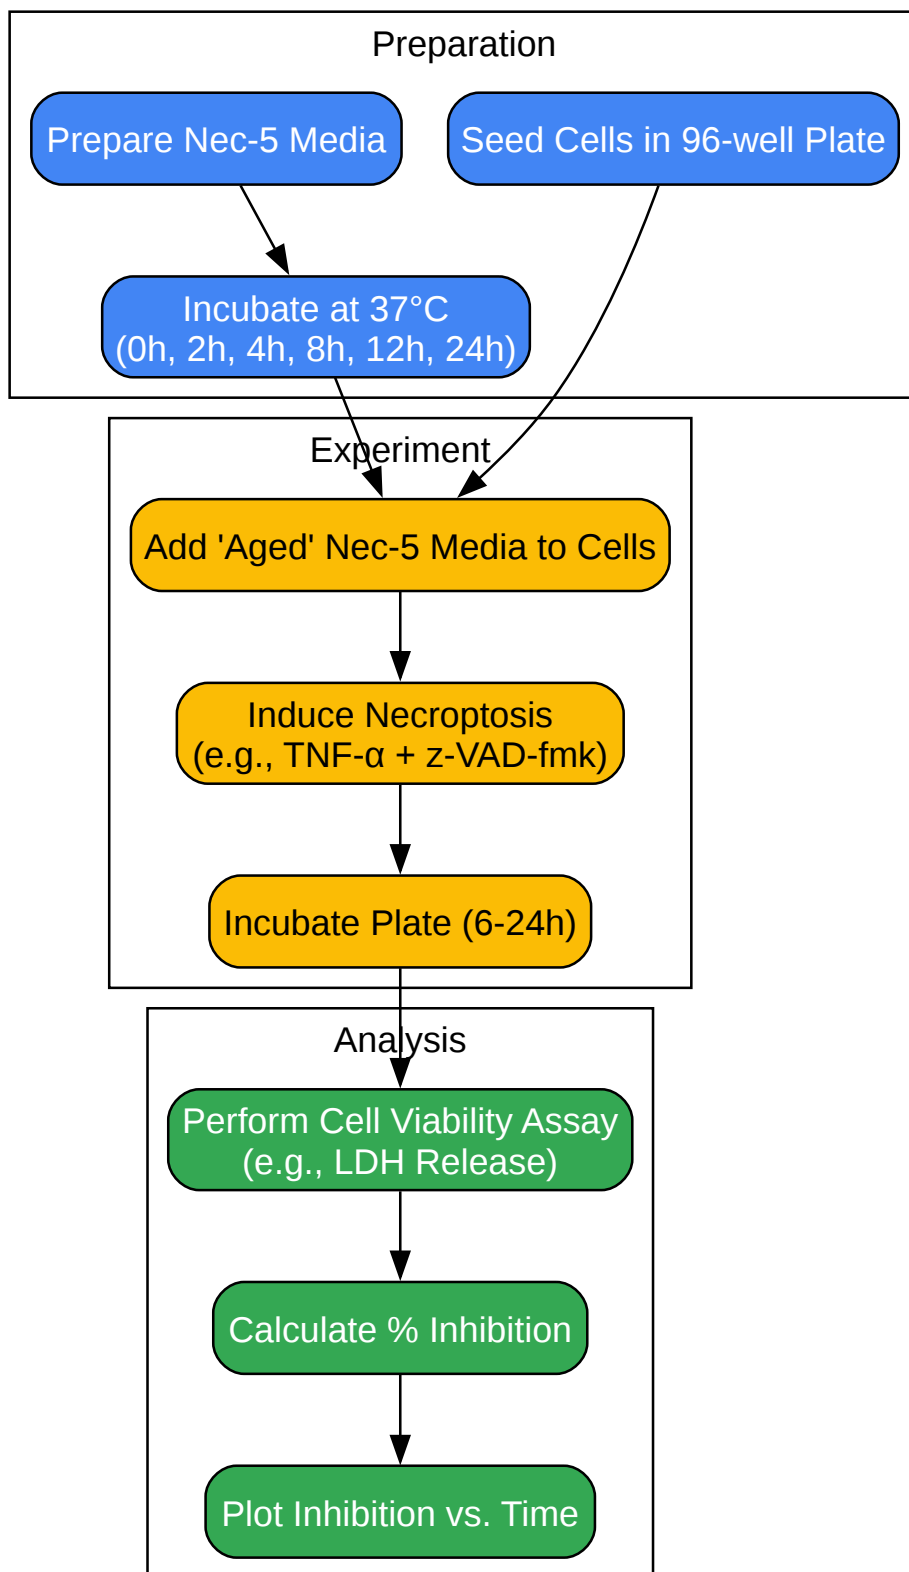 Preparation
Prepare Nec-5 Media
Seed Cells in 96-well Plate
Incubate at 37°C
(0h, 2h, 4h, 8h, 12h, 24h)
Experiment
Add 'Aged' Nec-5 Media to Cells
Induce Necroptosis
(e.g., TNF-α + z-VAD-fmk)
Incubate Plate (6-24h)
Analysis
Perform Cell Viability Assay
(e.g., LDH Release)
Calculate % Inhibition
Plot Inhibition vs. Time